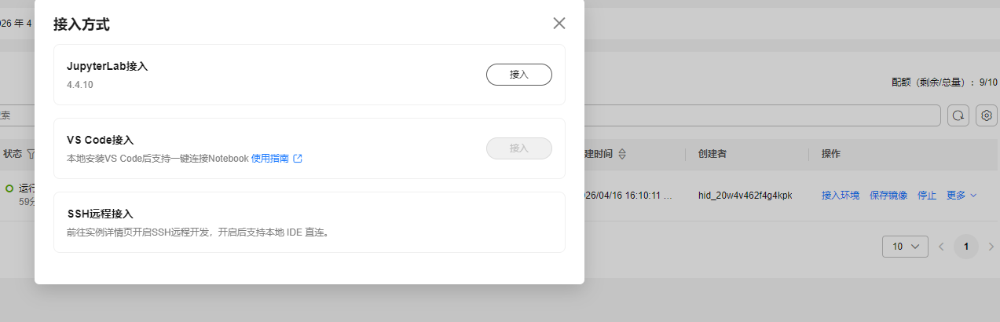 接入方式
026 年 4
JupyterLab接入
4.4.10
接入
配额（剩余/总量）：9/10
索
VS Code接入
本地安装VS Code后支持一键连接Notebook 使用指南
接入
状态
建时间
创建者
操作
运行
59分
026/04/16 16:10:11 ...
hid_20w4v462f4g4kpk
接入环境 保存镜像 停止 更多
SSH远程接入
前往实例详情页开启SSH远程开发，开启后支持本地 IDE 直连。
10
1